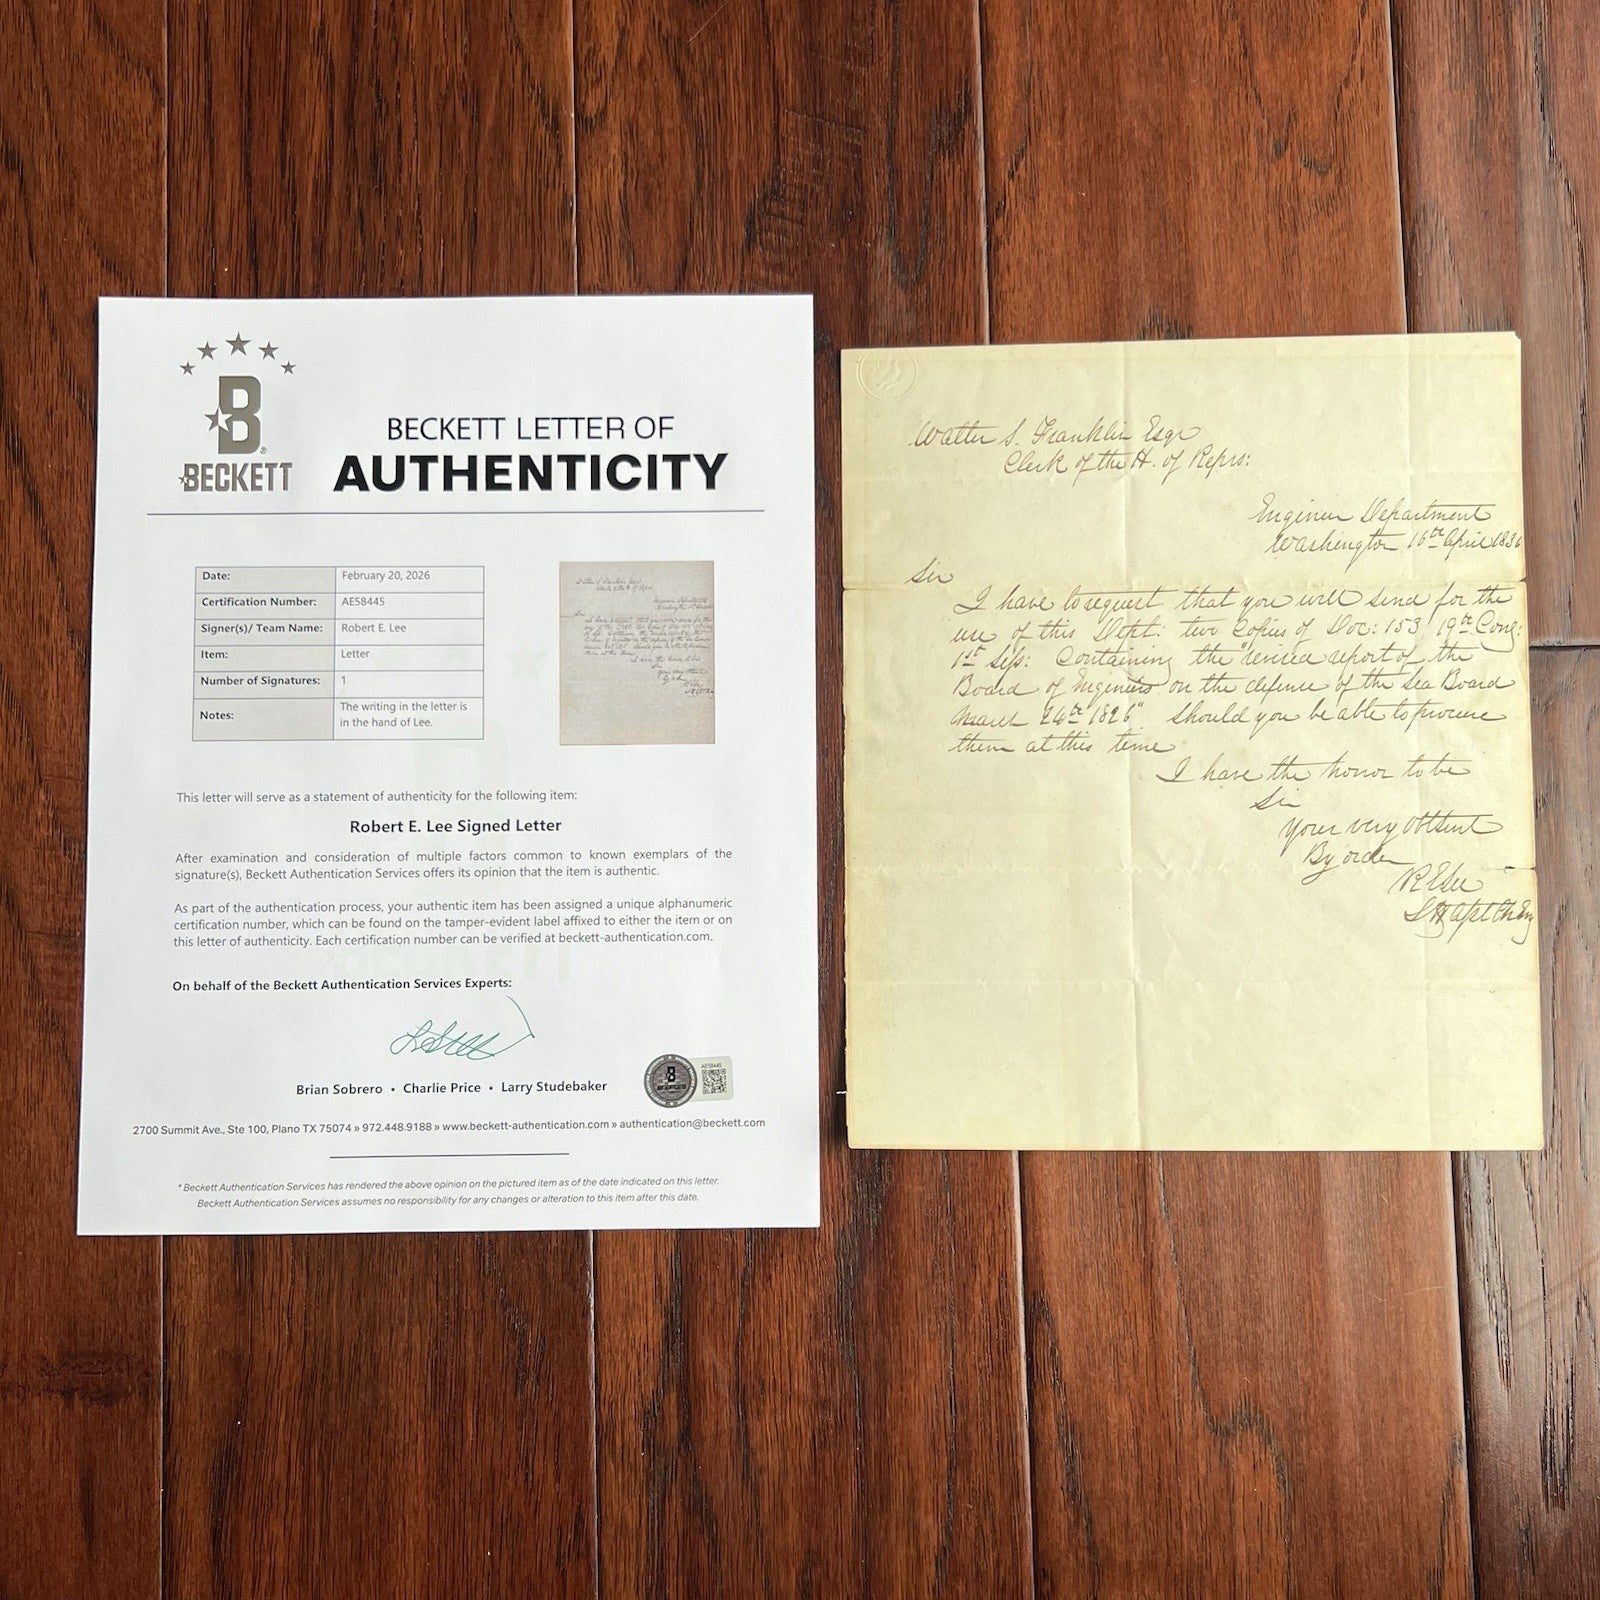 B
BECKETT
BECKETT LETTER OF
AUTHENTICITY
Date: February 20, 2026
Certification Number: AE58445
Signer(s)/ Team Name: Robert E. Lee
Item: Letter
Number of Signatures: 1
Notes: The writing in the letter is
in the hand of Lee.
This letter will serve as a statement of authenticity for the following item:
Robert E. Lee Signed Letter
After examination and consideration of multiple factors common to known exemplars of the
signature(s), Beckett Authentication Services offers its opinion that the item is authentic.
As part of the authentication process, your authentic item has been assigned a unique alphanumeric
certification number, which can be found on the tamper-evident label affixed to either the item or on
this letter of authenticity. Each certification number can be verified at beckett-authentication.com.
On behalf of the Beckett Authentication Services Experts:
Brian Sobrero • Charlie Price • Larry Studebaker
AE58445
2700 Summit Ave., Ste 100, Plano TX 75074 » 972.448.9188 » www.beckett-authentication.com » authentication@beckett.com
* Beckett Authentication Services has rendered the above opinion on the pictured item as of the date indicated on this letter.
Beckett Authentication Services assumes no responsibility for any changes or alteration to this item after this date.
Walter S. Franklin Esqr
Clerk of the H. of Reprs:
Engineer Department
Washington 16th April 1836
Sir
I have to request that you will send for the
use of this Dept: two Copies of Doc: 153 19th Cong:
1st Sess: Containing the "revised report of the
Board of Engineers on the defense of the Sea Board
March 24th 1826" Should you be able to procure
them at this time
I have the honor to be
Sir
Your very Obt Servt
By order
R E Lee